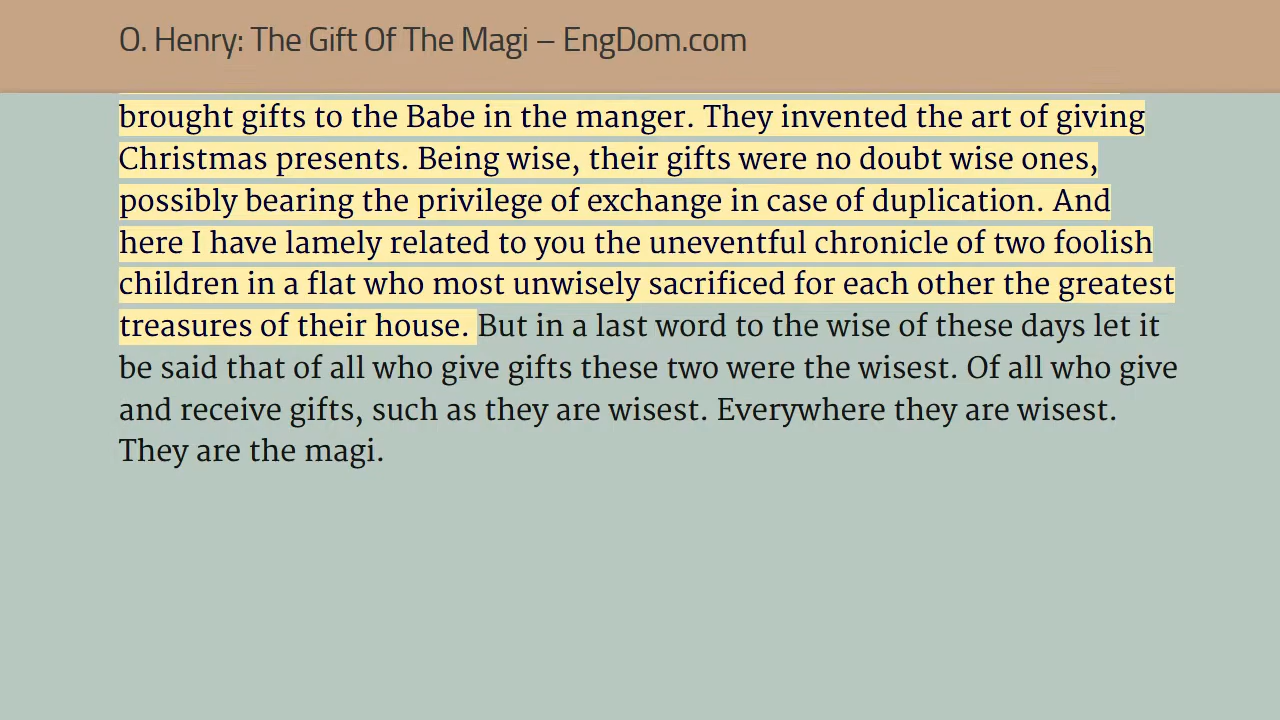 O. Henry: The Gift Of The Magi – EngDom.com
brought gifts to the Babe in the manger. They invented the art of giving
Christmas presents. Being wise, their gifts were no doubt wise ones,
possibly bearing the privilege of exchange in case of duplication. And
here I have lamely related to you the uneventful chronicle of two foolish
children in a flat who most unwisely sacrificed for each other the greatest
treasures of their house. But in a last word to the wise of these days let it
be said that of all who give gifts these two were the wisest. Of all who give
and receive gifts, such as they are wisest. Everywhere they are wisest.
They are the magi.